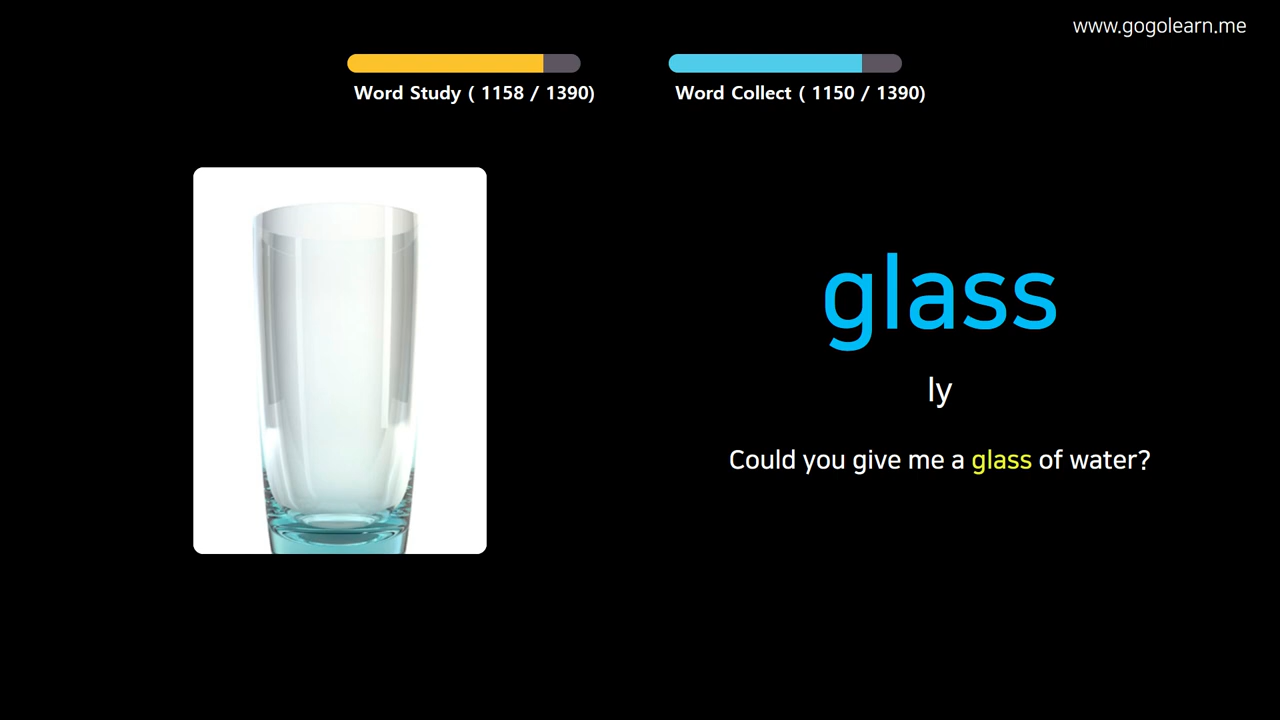 www.gogolearn.me
Word Study ( 1158 / 1390)
Word Collect ( 1150 / 1390)
glass
ly
Could you give me a glass of water?